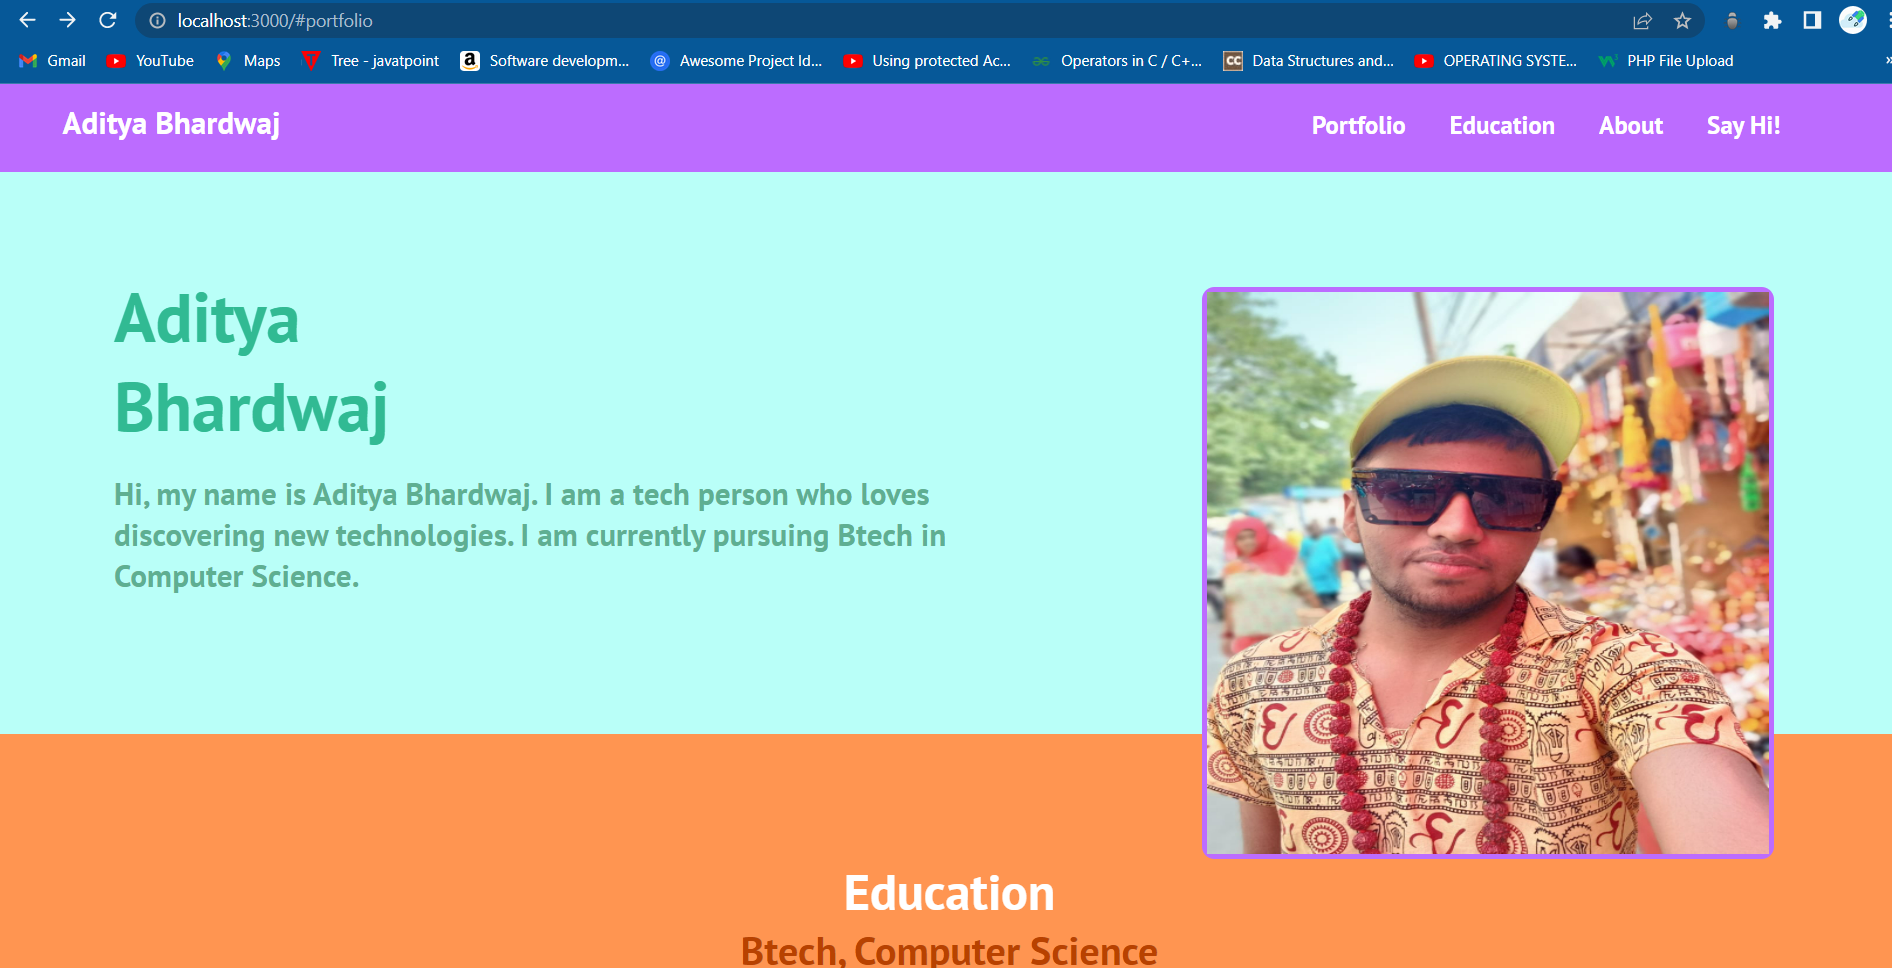 localhost:3000/#portfolio
Gmail YouTube Maps Tree - javatpoint Software developm... Awesome Project Id... Using protected Ac... Operators in C / C+... Data Structures and... OPERATING SYSTE... PHP File Upload
Aditya Bhardwaj Portfolio Education About Say Hi!
Aditya
Bhardwaj
Hi, my name is Aditya Bhardwaj. I am a tech person who loves
discovering new technologies. I am currently pursuing Btech in
Computer Science.
Education
Btech, Computer Science